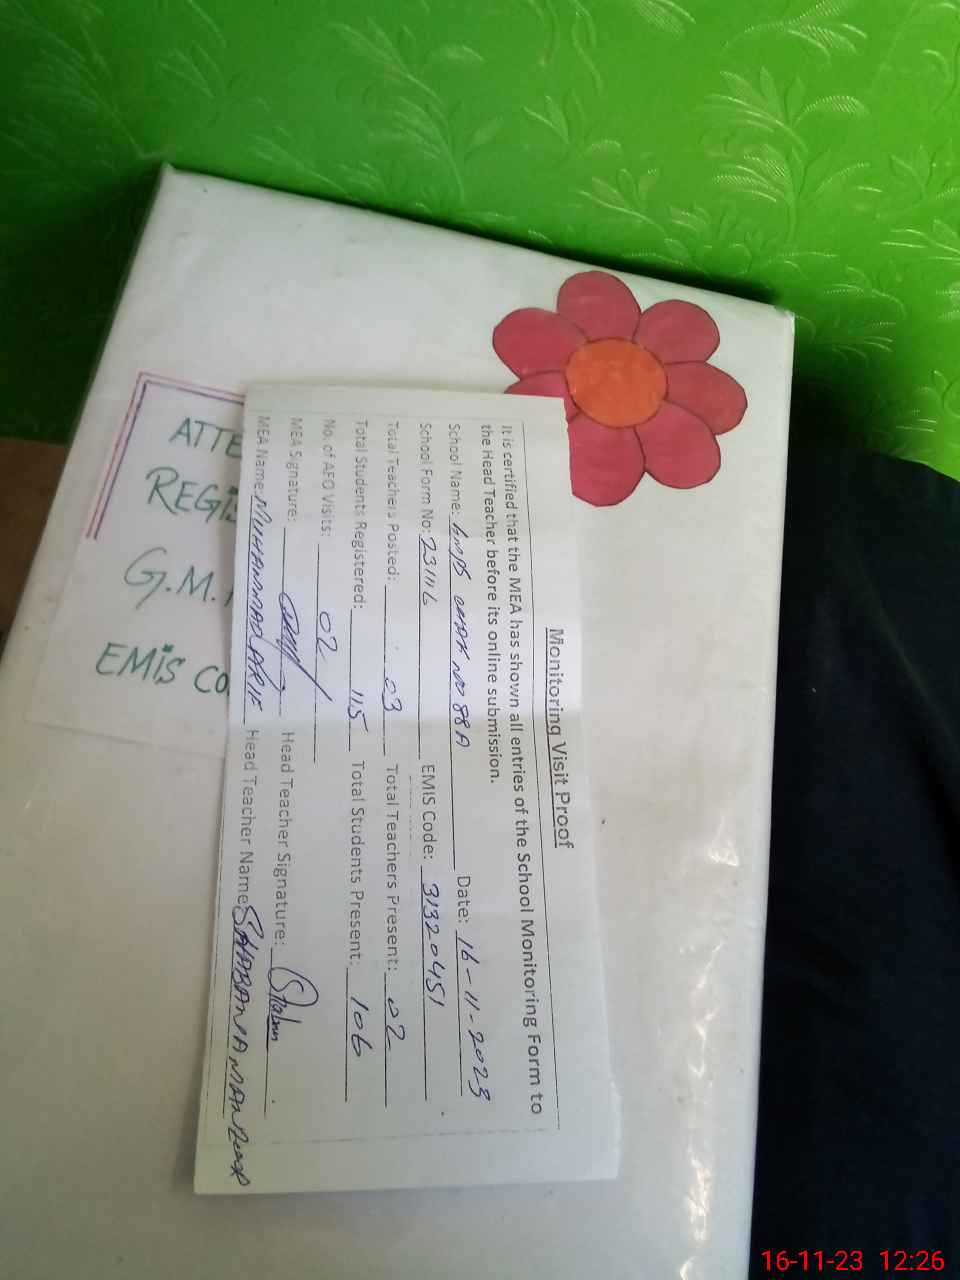 Monitoring Visit Proof
It is certified that the MEA has shown all entries of the School Monitoring Form to
the Head Teacher before its online submission.
School Name: GMPS CHAK NO 88A Date: 16-11-2023
School Form No: 231116 EMIS Code: 31320451
Total Teachers Posted: 03 Total Teachers Present: 02
Total Students Registered: 115 Total Students Present: 106
No. of AEO Visits: 02
MEA Signature: Head Teacher Signature:
MEA Name: MUHAMMAD ARIF Head Teacher Name: SHABANA
ATTE
REGIS
G.M.
EMIS CO
16-11-23 12:26